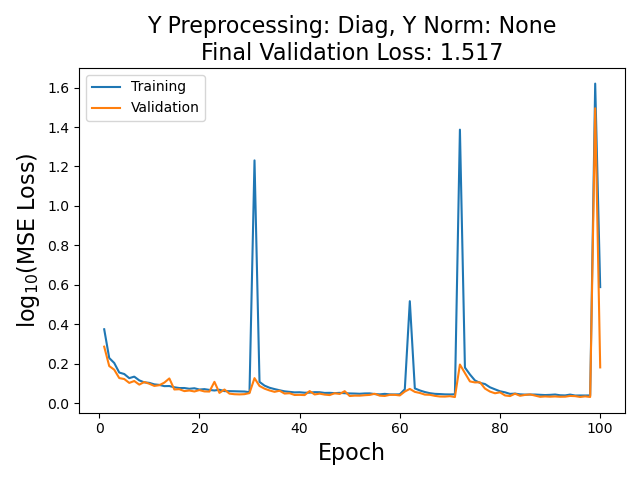 Y Preprocessing: Diag, Y Norm: None
Final Validation Loss: 1.517
Training
Validation
log₁₀(MSE Loss)
1.6
1.4
1.2
1.0
0.8
0.6
0.4
0.2
0.0
0 20 40 60 80 100
Epoch